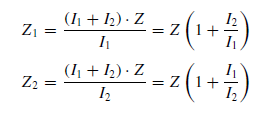 Z₁ = (I₁ + I₂) · Z / I₁ = Z (1 + I₂ / I₁)
Z₂ = (I₁ + I₂) · Z / I₂ = Z (1 + I₁ / I₂)